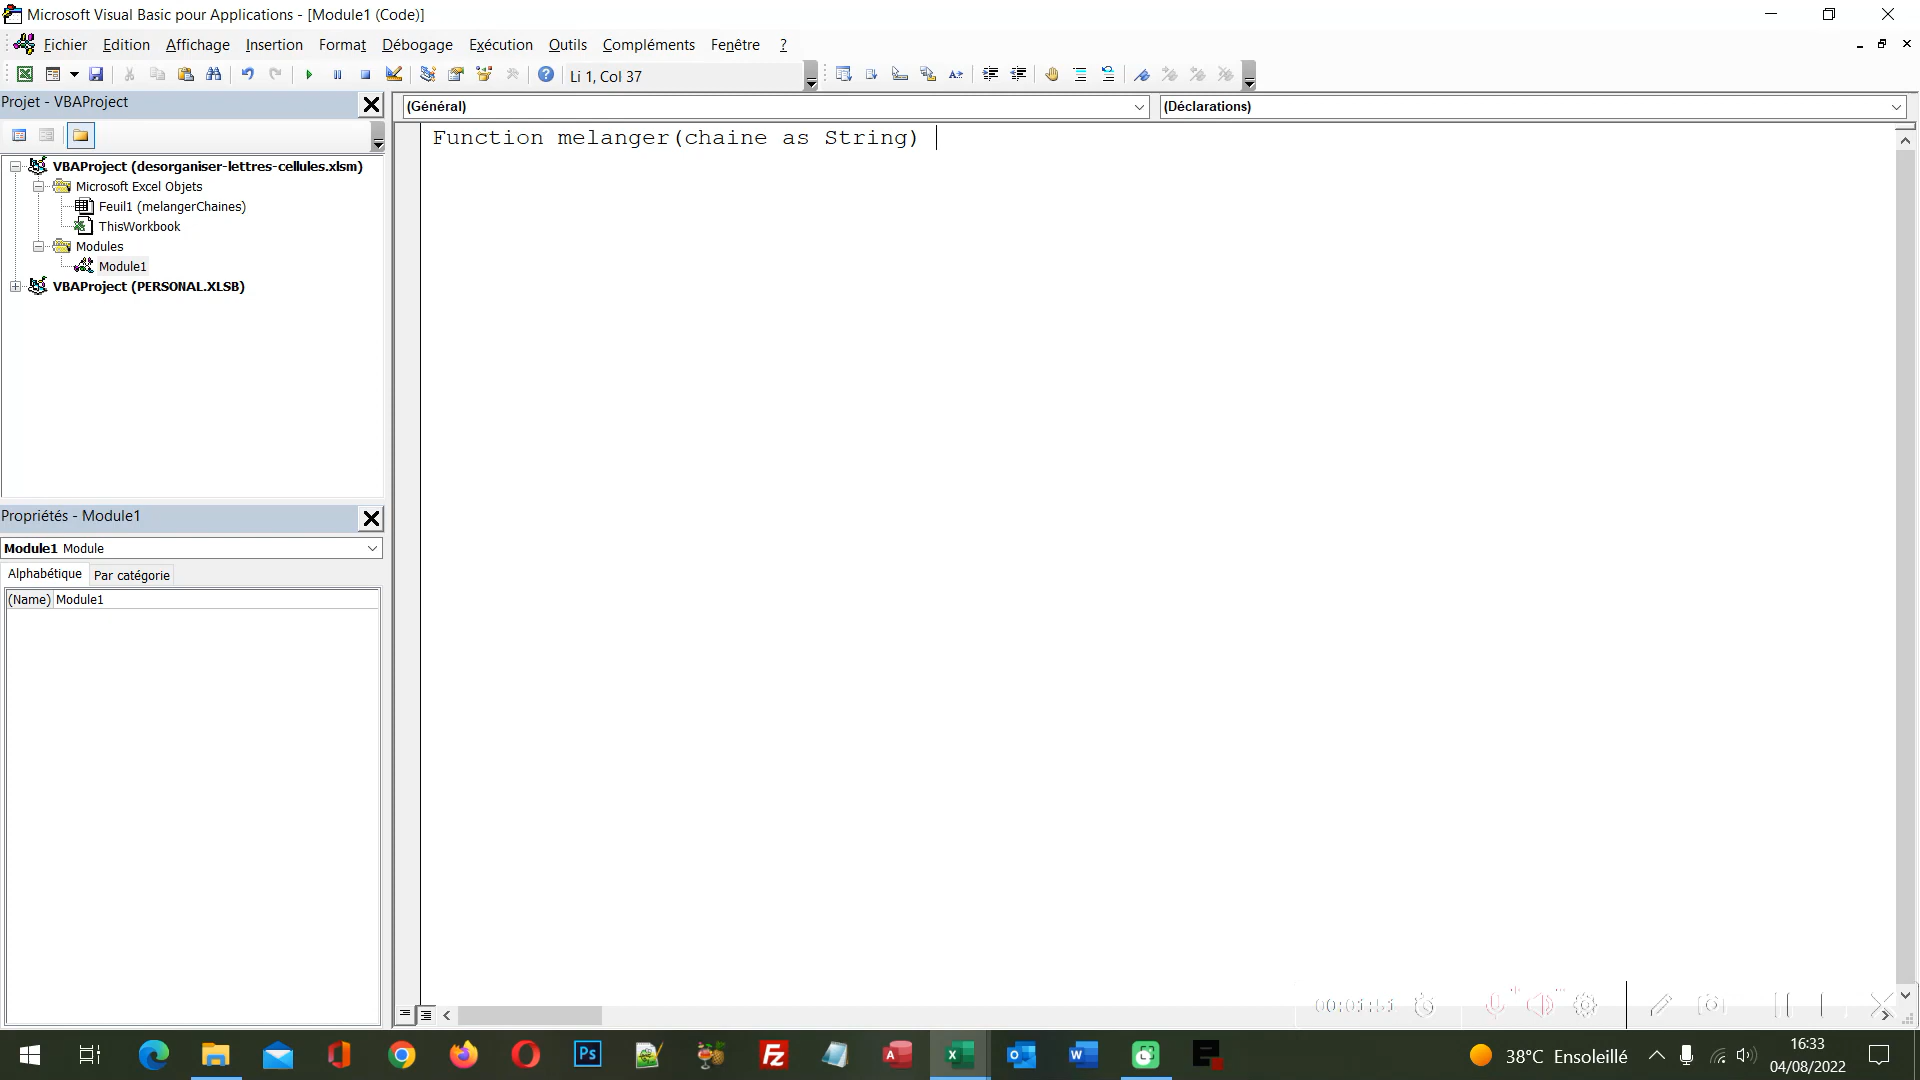 Microsoft Visual Basic pour Applications - [Module1 (Code)]
Fichier Edition Affichage Insertion Format Débogage Exécution Outils Compléments Fenêtre ?
Li 1, Col 37
Projet - VBAProject
(Général) (Déclarations)
Function melanger(chaine as String)
VBAProject (desorganiser-lettres-cellules.xlsm)
Microsoft Excel Objets
Feuil1 (melangerChaines)
ThisWorkbook
Modules
Module1
VBAProject (PERSONAL.XLSB)
Propriétés - Module1
Module1 Module
Alphabétique Par catégorie
(Name) Module1
00:01:51
38°C Ensoleillé
16:33
04/08/2022